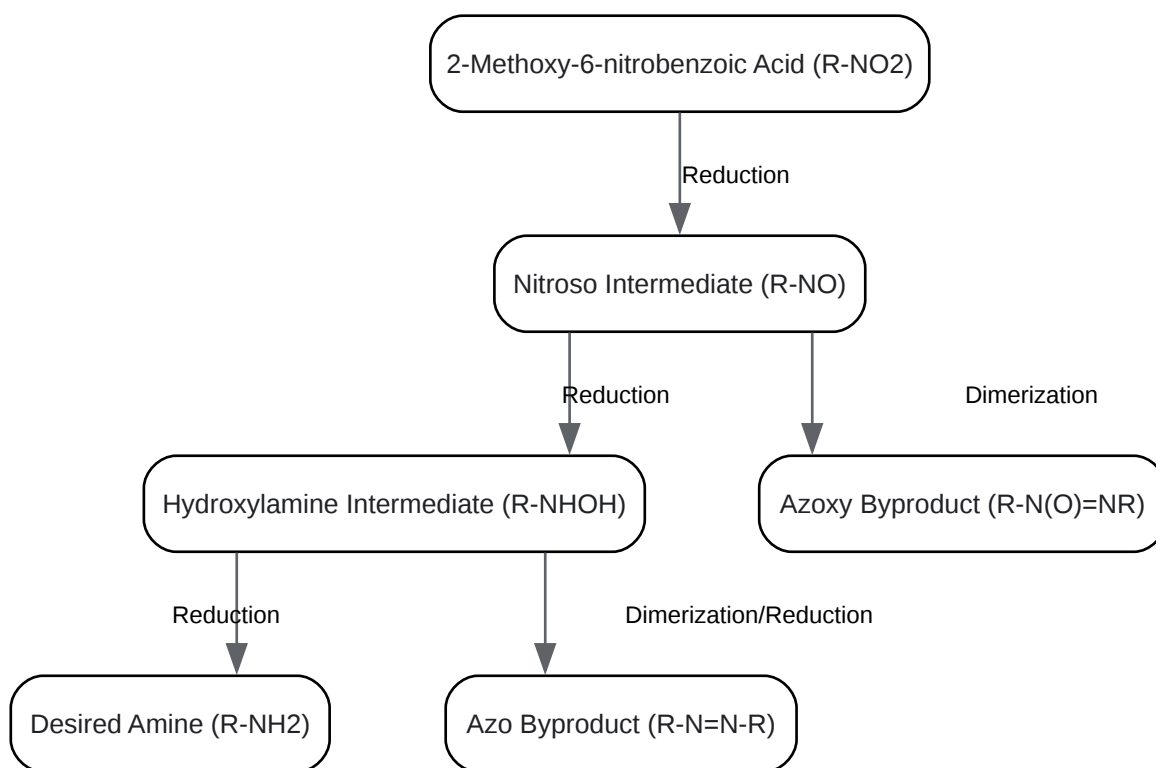 2-Methoxy-6-nitrobenzoic Acid (R-NO2)
Reduction
Nitroso Intermediate (R-NO)
Reduction
Dimerization
Hydroxylamine Intermediate (R-NHOH)
Azoxy Byproduct (R-N(O)=NR)
Reduction
Dimerization/Reduction
Desired Amine (R-NH2)
Azo Byproduct (R-N=N-R)